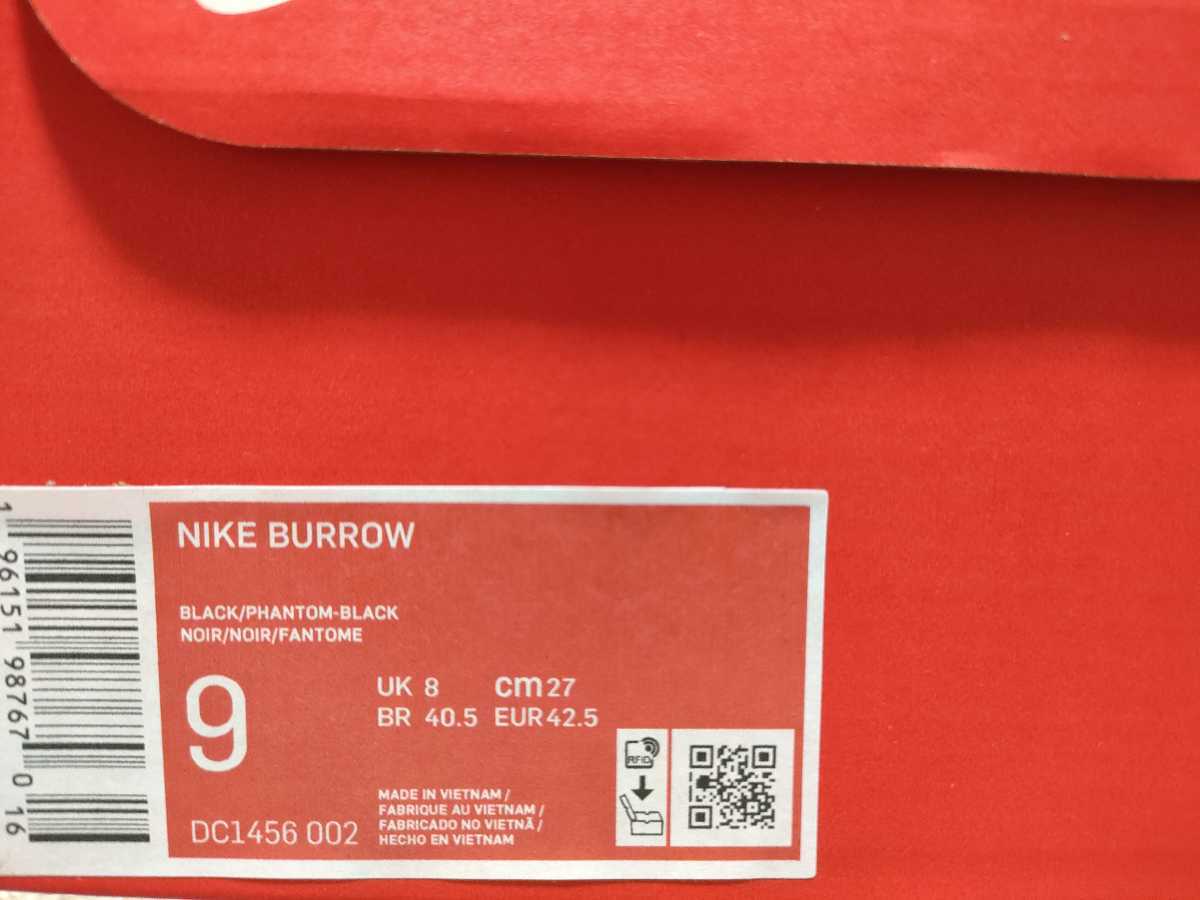 NIKE BURROW
BLACK/PHANTOM-BLACK
NOIR/NOIR/FANTOME
9
UK 8 cm 27
BR 40.5 EUR 42.5
DC1456 002
MADE IN VIETNAM /
FABRIQUE AU VIETNAM /
FABRICADO NO VIETNÃ /
HECHO EN VIETNAM
RFID
1 96151 98767 0 16